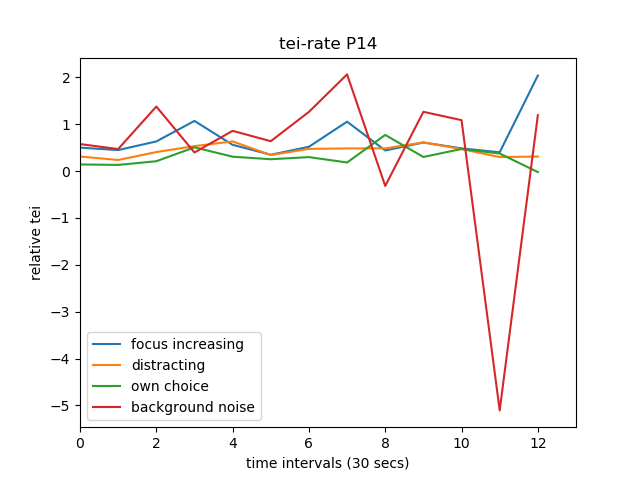 tei-rate P14
relative tei
2
1
0
−1
−2
−3
−4
−5
focus increasing
distracting
own choice
background noise
0 2 4 6 8 10 12
time intervals (30 secs)